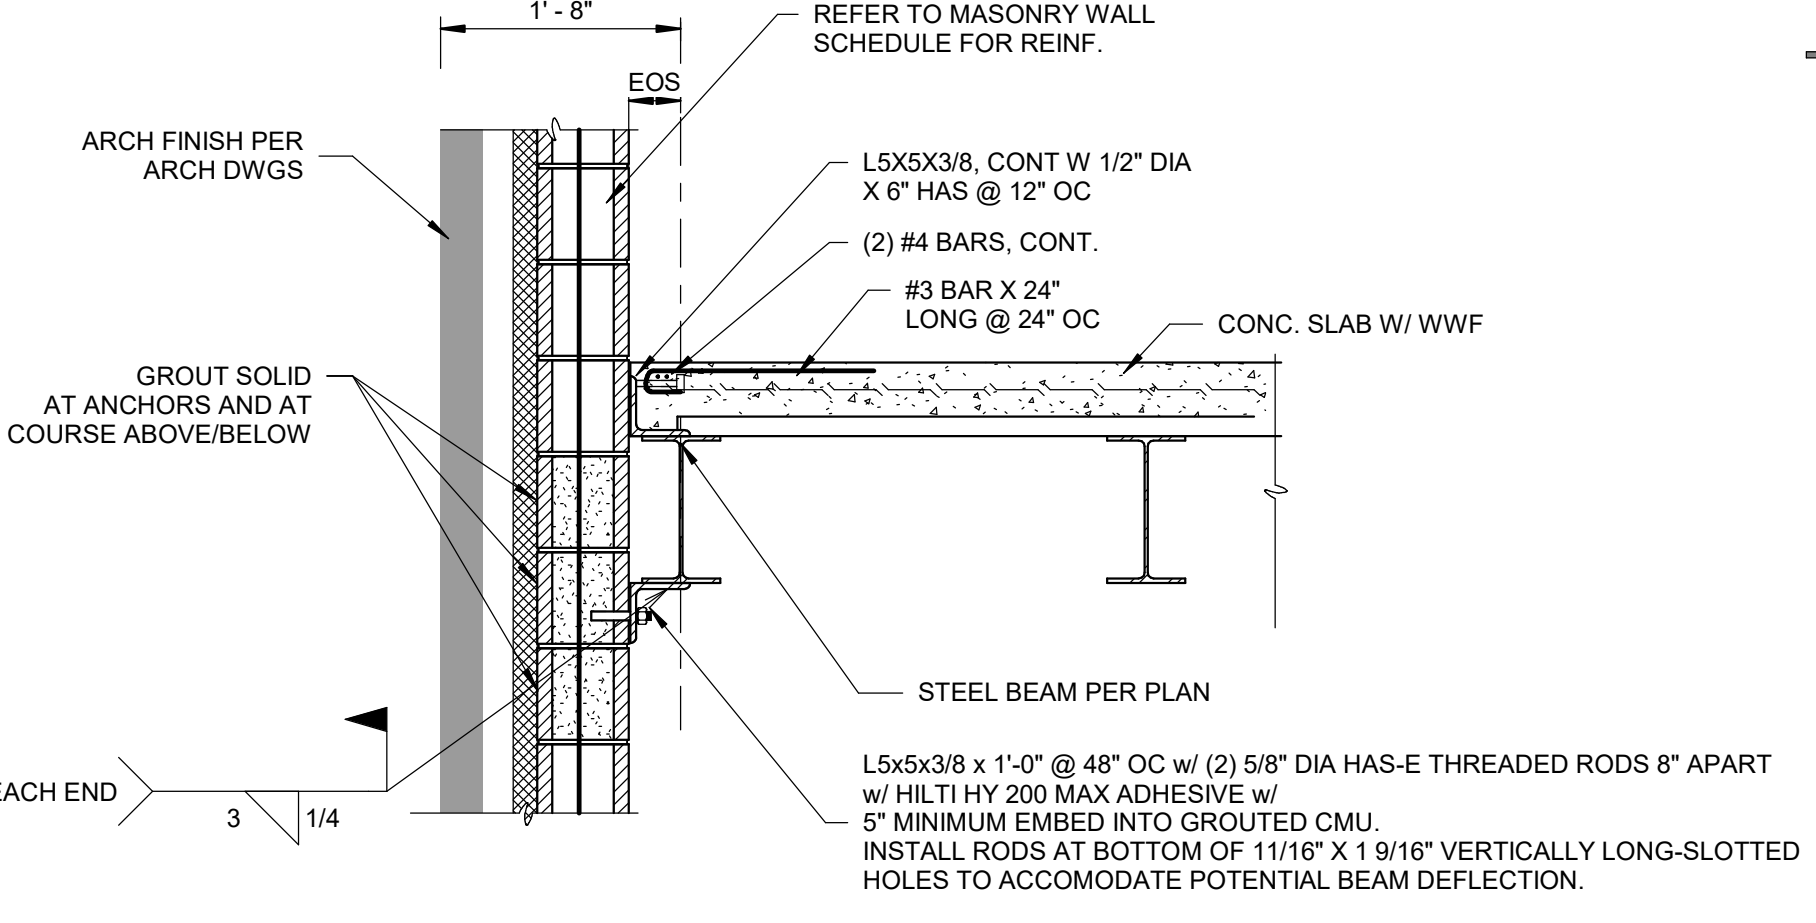 1' - 8"
REFER TO MASONRY WALL
SCHEDULE FOR REINF.
EOS
ARCH FINISH PER
ARCH DWGS
L5X5X3/8, CONT W 1/2" DIA
X 6" HAS @ 12" OC
(2) #4 BARS, CONT.
#3 BAR X 24"
LONG @ 24" OC
CONC. SLAB W/ WWF
GROUT SOLID
AT ANCHORS AND AT
COURSE ABOVE/BELOW
STEEL BEAM PER PLAN
EACH END
3
1/4
L5x5x3/8 x 1'-0" @ 48" OC w/ (2) 5/8" DIA HAS-E THREADED RODS 8" APART
w/ HILTI HY 200 MAX ADHESIVE w/
5" MINIMUM EMBED INTO GROUTED CMU.
INSTALL RODS AT BOTTOM OF 11/16" X 1 9/16" VERTICALLY LONG-SLOTTED
HOLES TO ACCOMODATE POTENTIAL BEAM DEFLECTION.